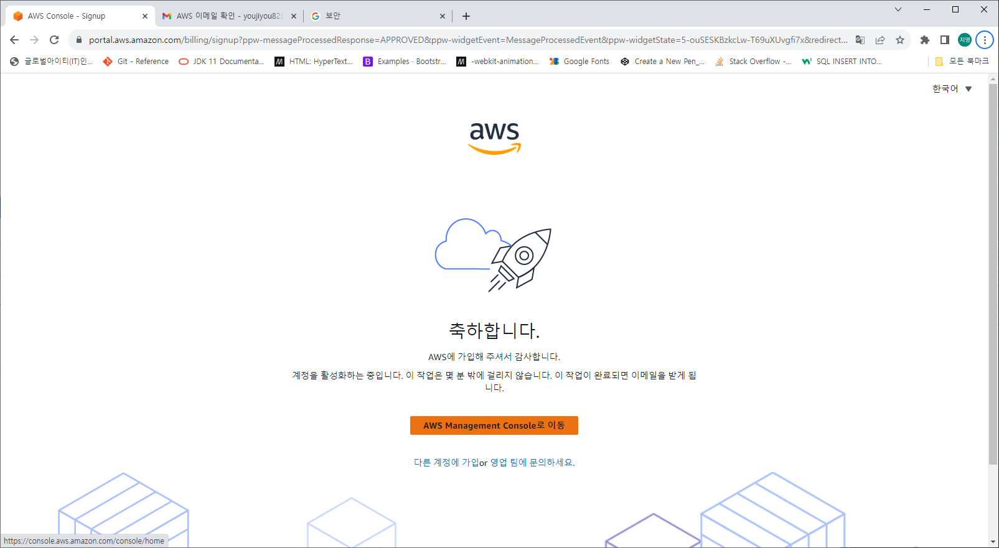 AWS Console - Signup
AWS 이메일 확인 - youjiyou826
보안
portal.aws.amazon.com/billing/signup?ppw-messageProcessedResponse=APPROVED&ppw-widgetEvent=MessageProcessedEvent&ppw-widgetState=5-ouSESKBzkcLw-T69uXUvgfi7x&redirect...
지영
글로벌아이티(IT)인...
Git - Reference
JDK 11 Documenta...
HTML: HyperText...
Examples · Bootstr...
-webkit-animation...
Google Fonts
Create a New Pen_...
Stack Overflow -...
SQL INSERT INTO...
모든 북마크
한국어
aws
축하합니다.
AWS에 가입해 주셔서 감사합니다.
계정을 활성화하는 중입니다. 이 작업은 몇 분 밖에 걸리지 않습니다. 이 작업이 완료되면 이메일을 받게 됩
니다.
AWS Management Console로 이동
다른 계정에 가입or 영업 팀에 문의하세요.
https://console.aws.amazon.com/console/home